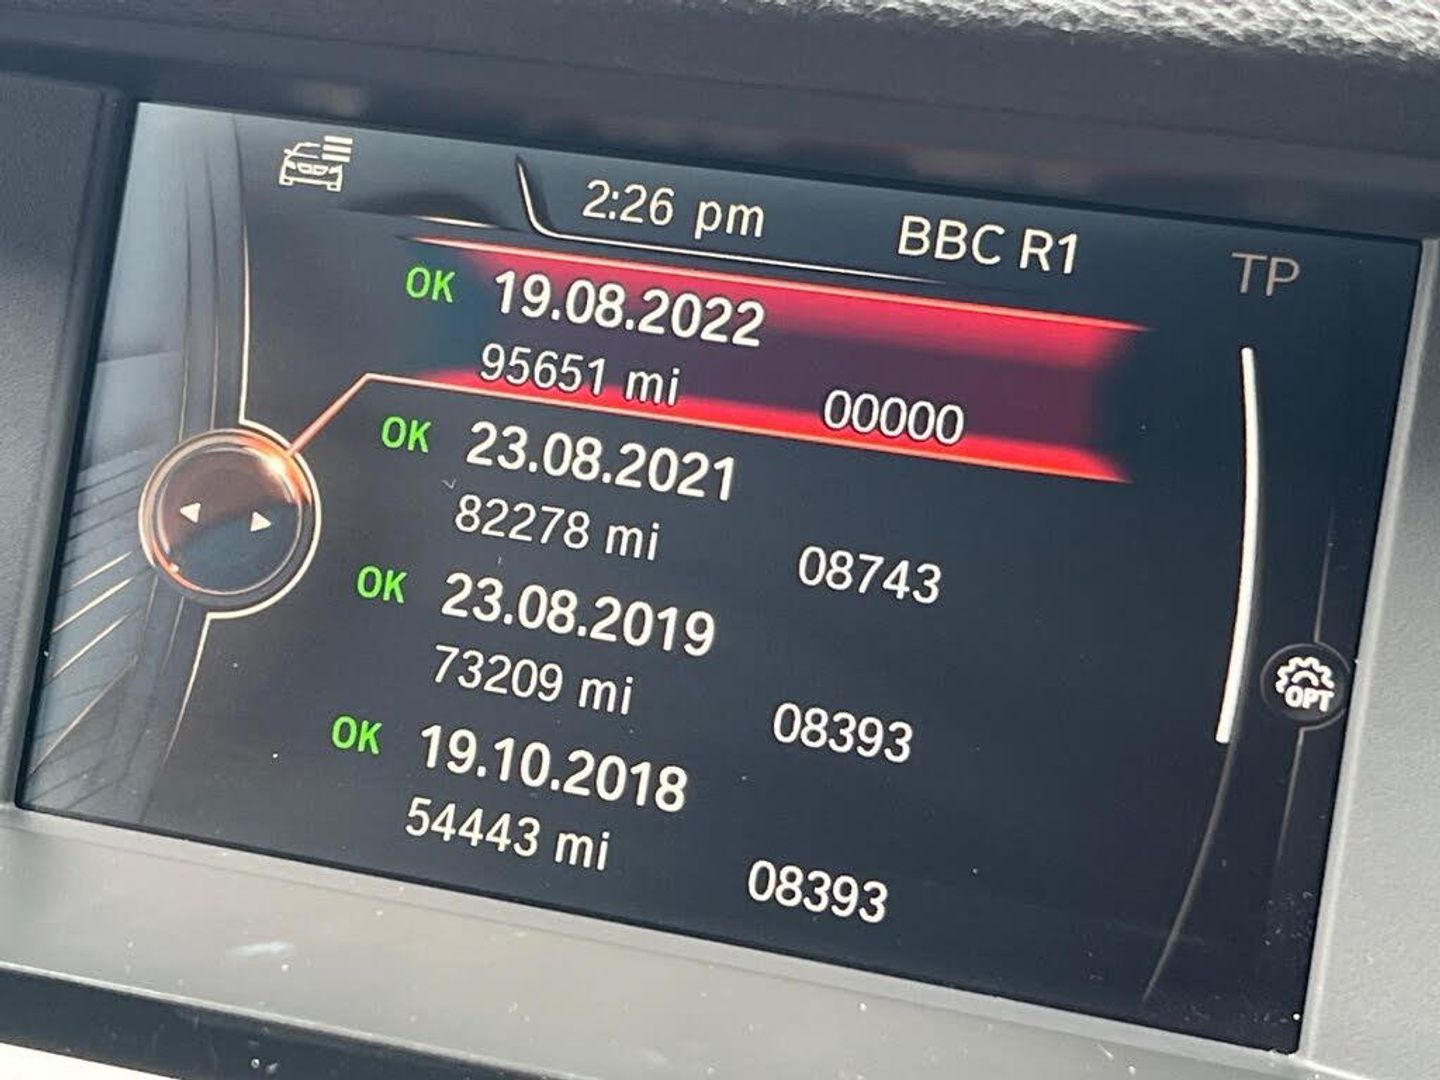 2:26 pm BBC R1 TP
OK 19.08.2022
95651 mi 00000
OK 23.08.2021
82278 mi 08743
OK 23.08.2019
73209 mi 08393
OPT
OK 19.10.2018
54443 mi 08393